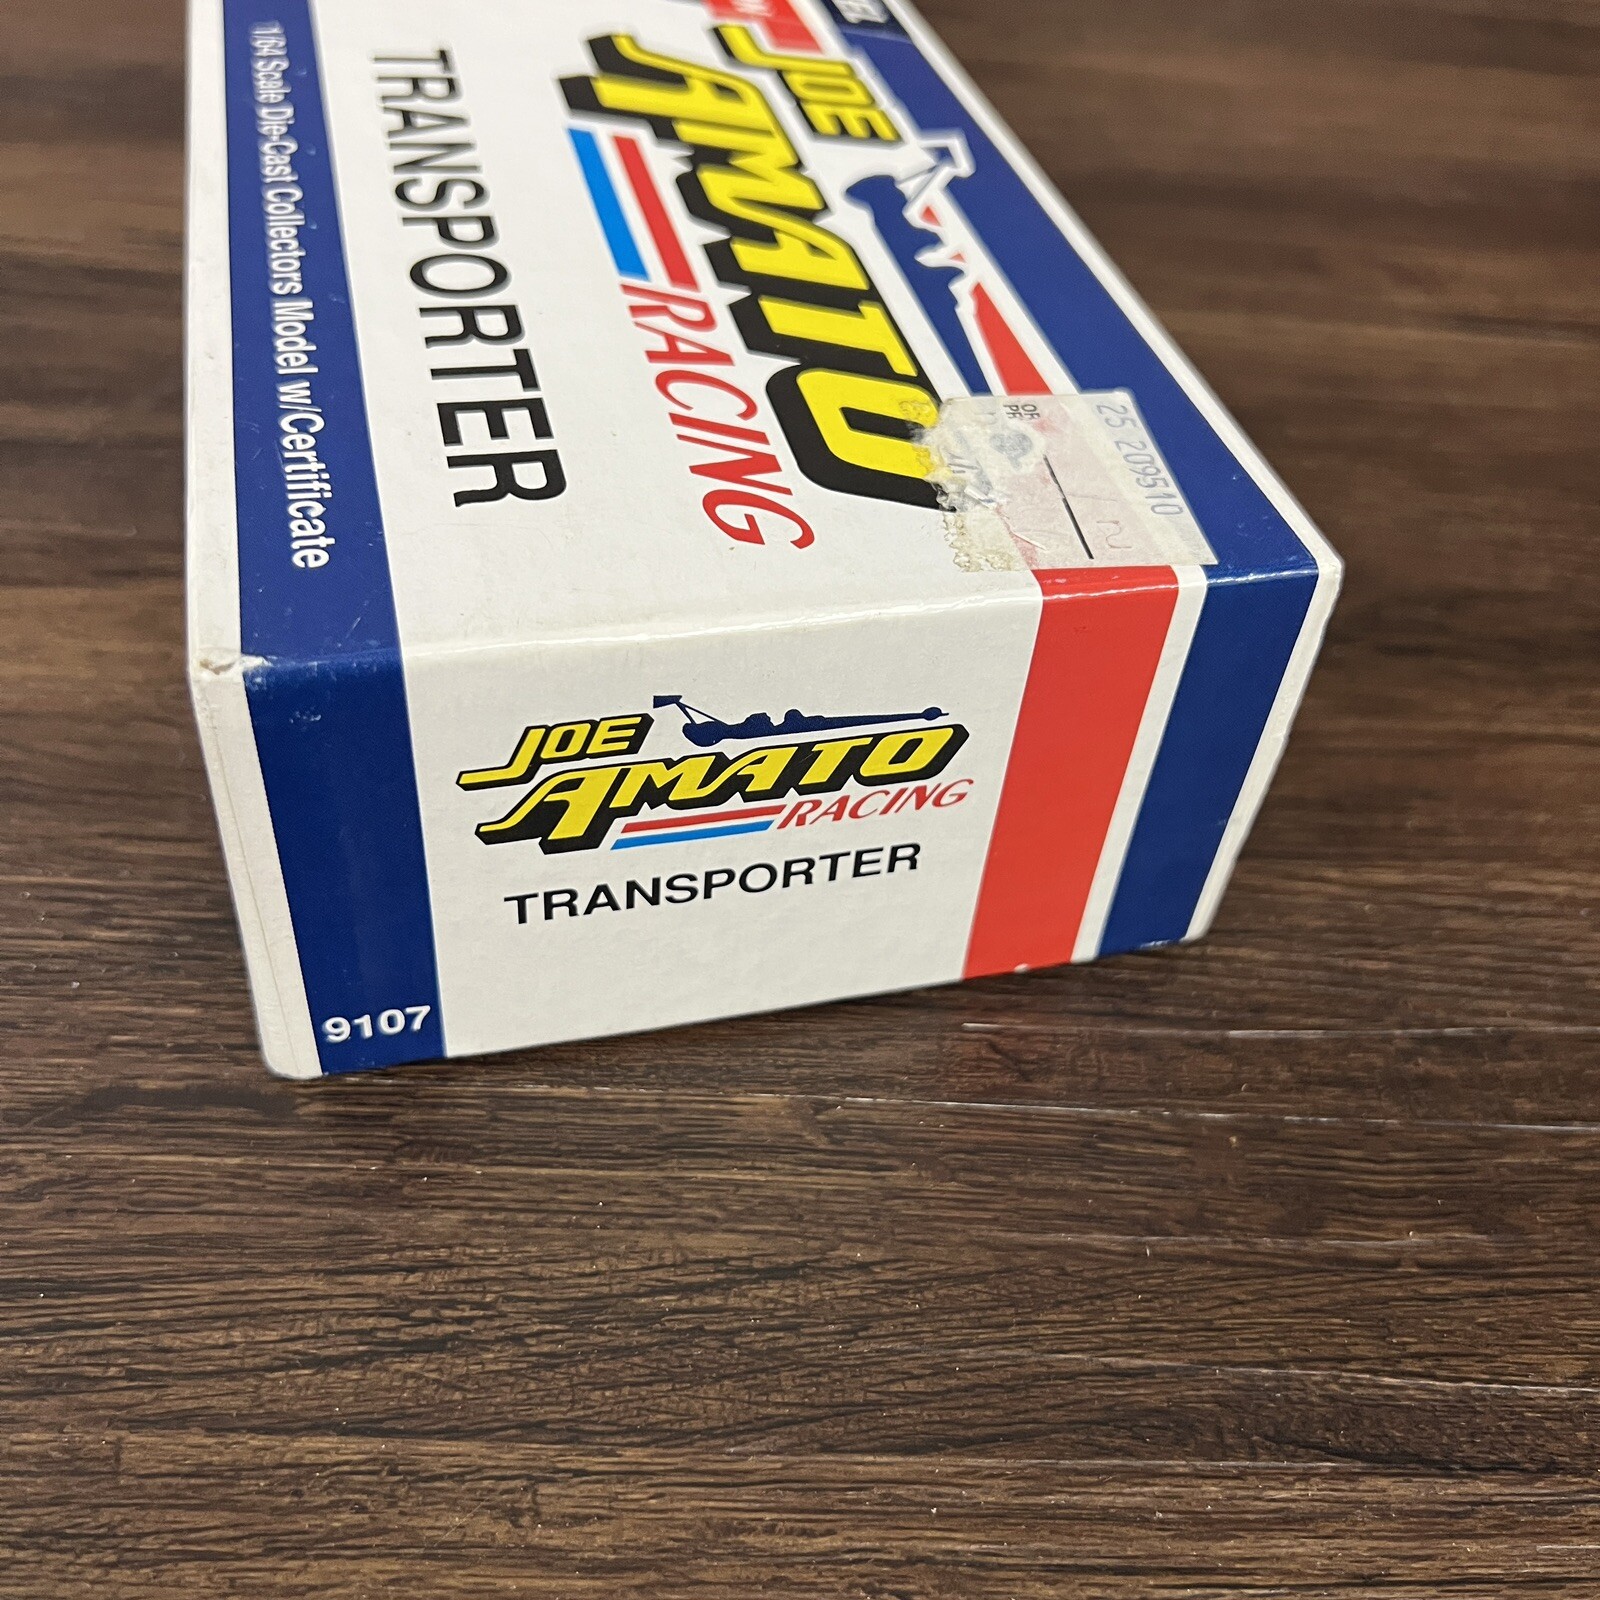 JOE
AMATO
RACING
TRANSPORTER
1/64 Scale Die-Cast Collectors Model w/Certificate
25 209510
JOE
AMATO
RACING
TRANSPORTER
9107